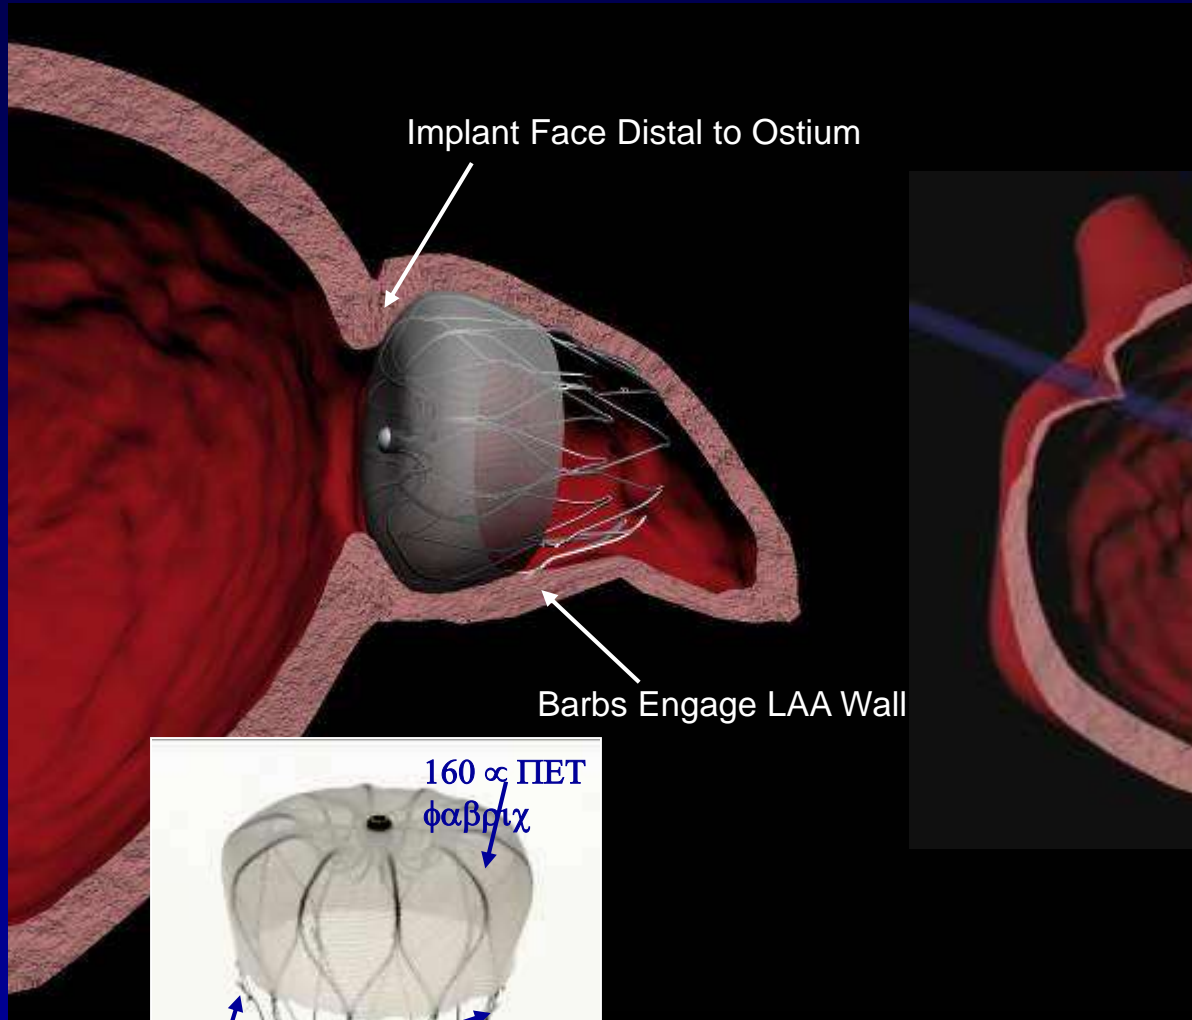 Implant Face Distal to Ostium
Barbs Engage LAA Wall
160 ∝ ΠΕΤ
φαβριχ